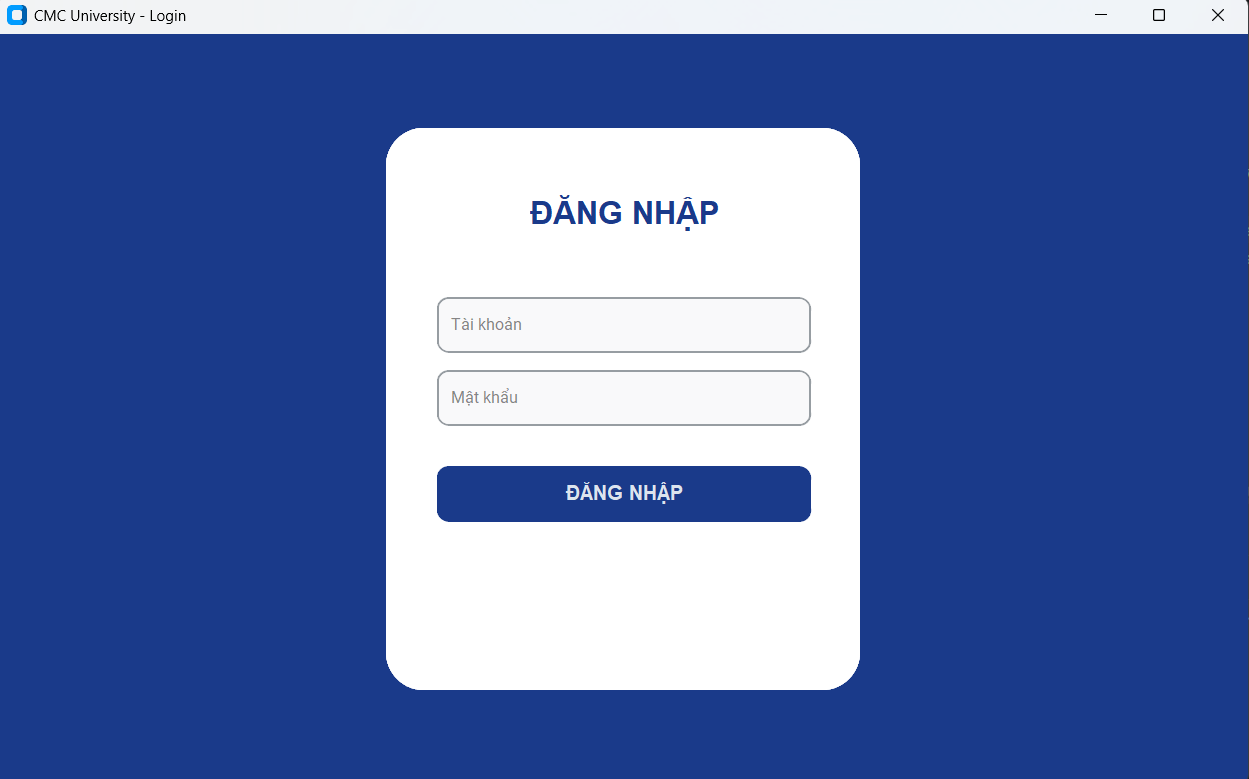 CMC University - Login
ĐĂNG NHẬP
Tài khoản
Mật khẩu
ĐĂNG NHẬP